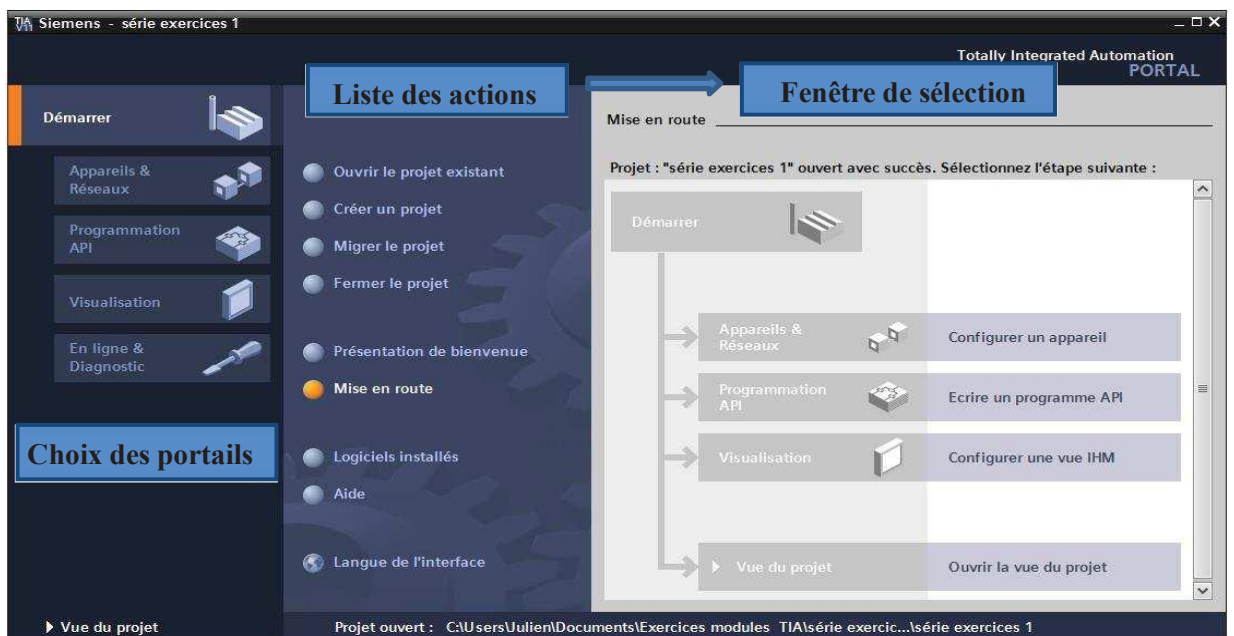 TIA V11 Siemens - série exercices 1
Totally Integrated Automation
PORTAL
Liste des actions
Fenêtre de sélection
Démarrer
Appareils &
Réseaux
Programmation
API
Visualisation
En ligne &
Diagnostic
Choix des portails
Vue du projet
Ouvrir le projet existant
Créer un projet
Migrer le projet
Fermer le projet
Présentation de bienvenue
Mise en route
Logiciels installés
Aide
Langue de l'interface
Mise en route
Projet : "série exercices 1" ouvert avec succès. Sélectionnez l'étape suivante :
Démarrer
Appareils &
Réseaux
Configurer un appareil
Programmation
API
Ecrire un programme API
Visualisation
Configurer une vue IHM
Vue du projet
Ouvrir la vue du projet
Projet ouvert : C:\Users\Julien\Documents\Exercices modules TIA\série exercic...\série exercices 1